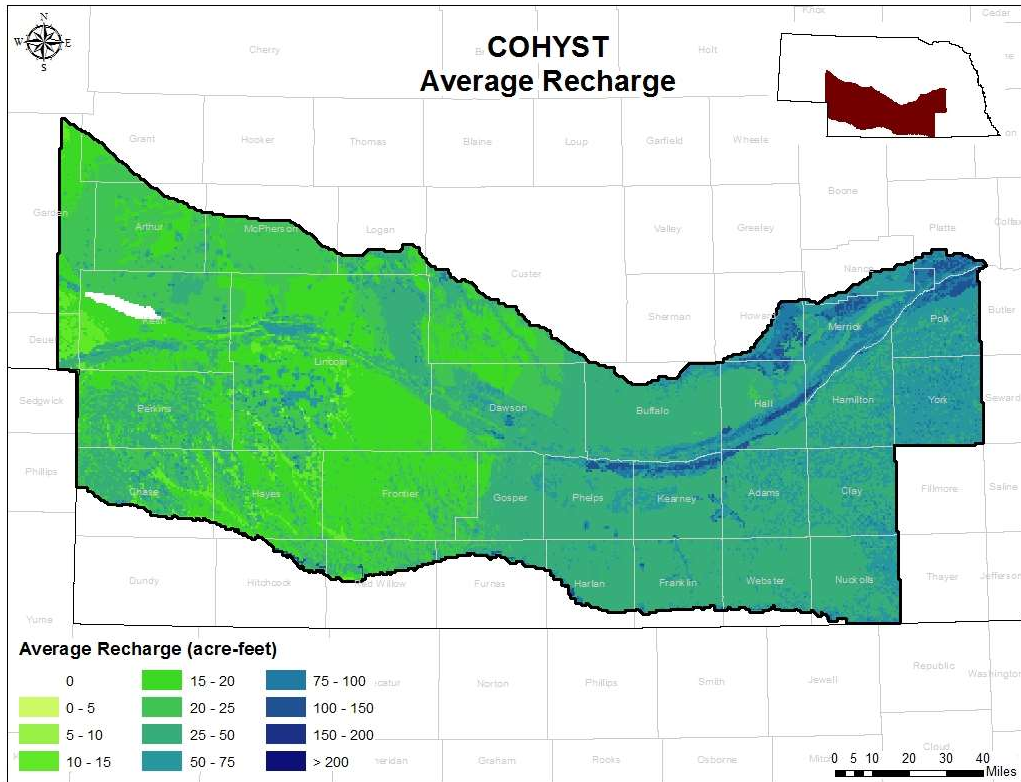 N
W E
S
COHYST
Average Recharge
Knox
Cedar
Cherry
Holt
Grant
Hooker
Thomas
Blaine
Loup
Garfield
Wheeler
Boone
Garden
Arthur
McPherson
Logan
Custer
Valley
Greeley
Platte
Nance
Keith
Lincoln
Sherman
Howard
Merrick
Polk
Butler
Deuel
Sedgwick
Perkins
Dawson
Buffalo
Hall
Hamilton
York
Seward
Phillips
Chase
Hayes
Frontier
Gosper
Phelps
Kearney
Adams
Clay
Fillmore
Saline
Dundy
Hitchcock
Willow
Furnas
Harlan
Franklin
Webster
Nuckolls
Thayer
Jefferson
Yuma
Norton
Phillips
Smith
Jewell
Republic
Washington
Graham
Rooks
Osborne
Cloud
Average Recharge (acre-feet)
0
0 - 5
5 - 10
10 - 15
15 - 20
20 - 25
25 - 50
50 - 75
75 - 100
100 - 150
150 - 200
> 200
0 5 10 20 30 40
Miles